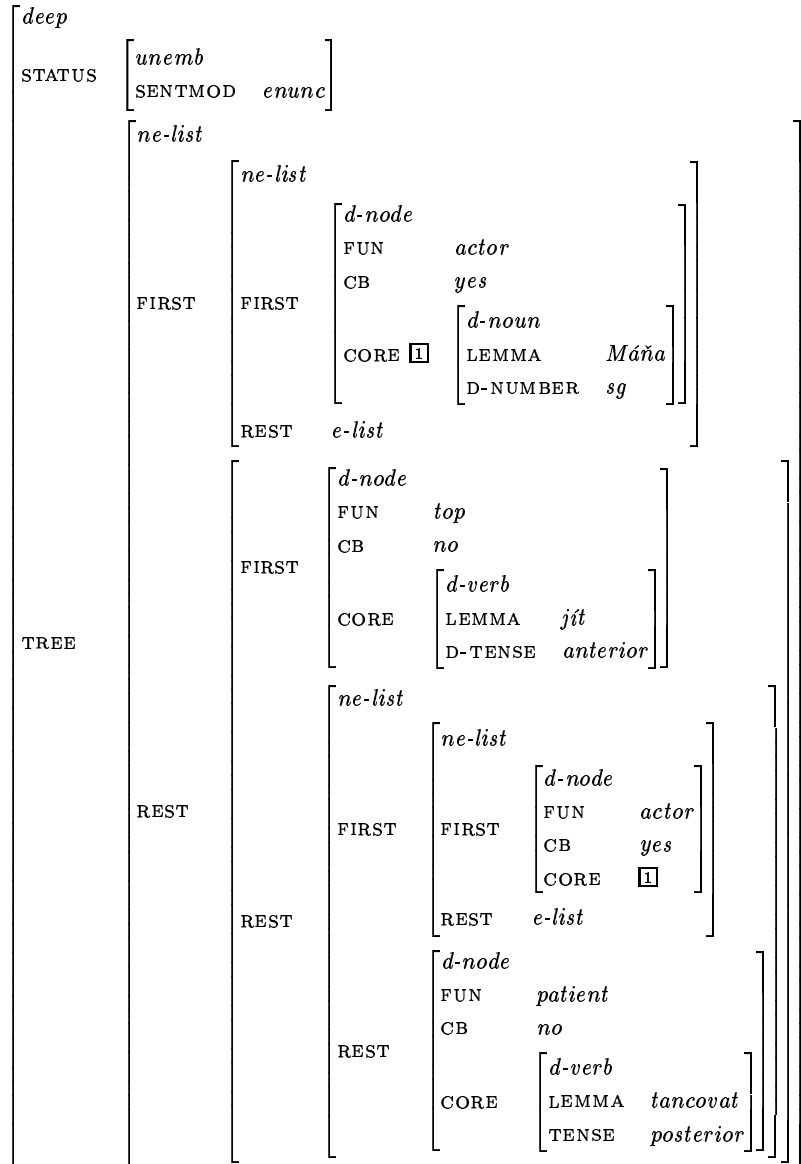 deep
STATUS unemb
SENTMOD enunc
TREE
ne-list
FIRST
ne-list
FIRST
d-node
FUN actor
CB yes
CORE 1
d-noun
LEMMA Máňa
D-NUMBER sg
REST e-list
REST
FIRST
d-node
FUN top
CB no
CORE
d-verb
LEMMA jít
D-TENSE anterior
REST
ne-list
FIRST
ne-list
FIRST
d-node
FUN actor
CB yes
CORE 1
REST e-list
REST
d-node
FUN patient
CB no
CORE
d-verb
LEMMA tancovat
TENSE posterior